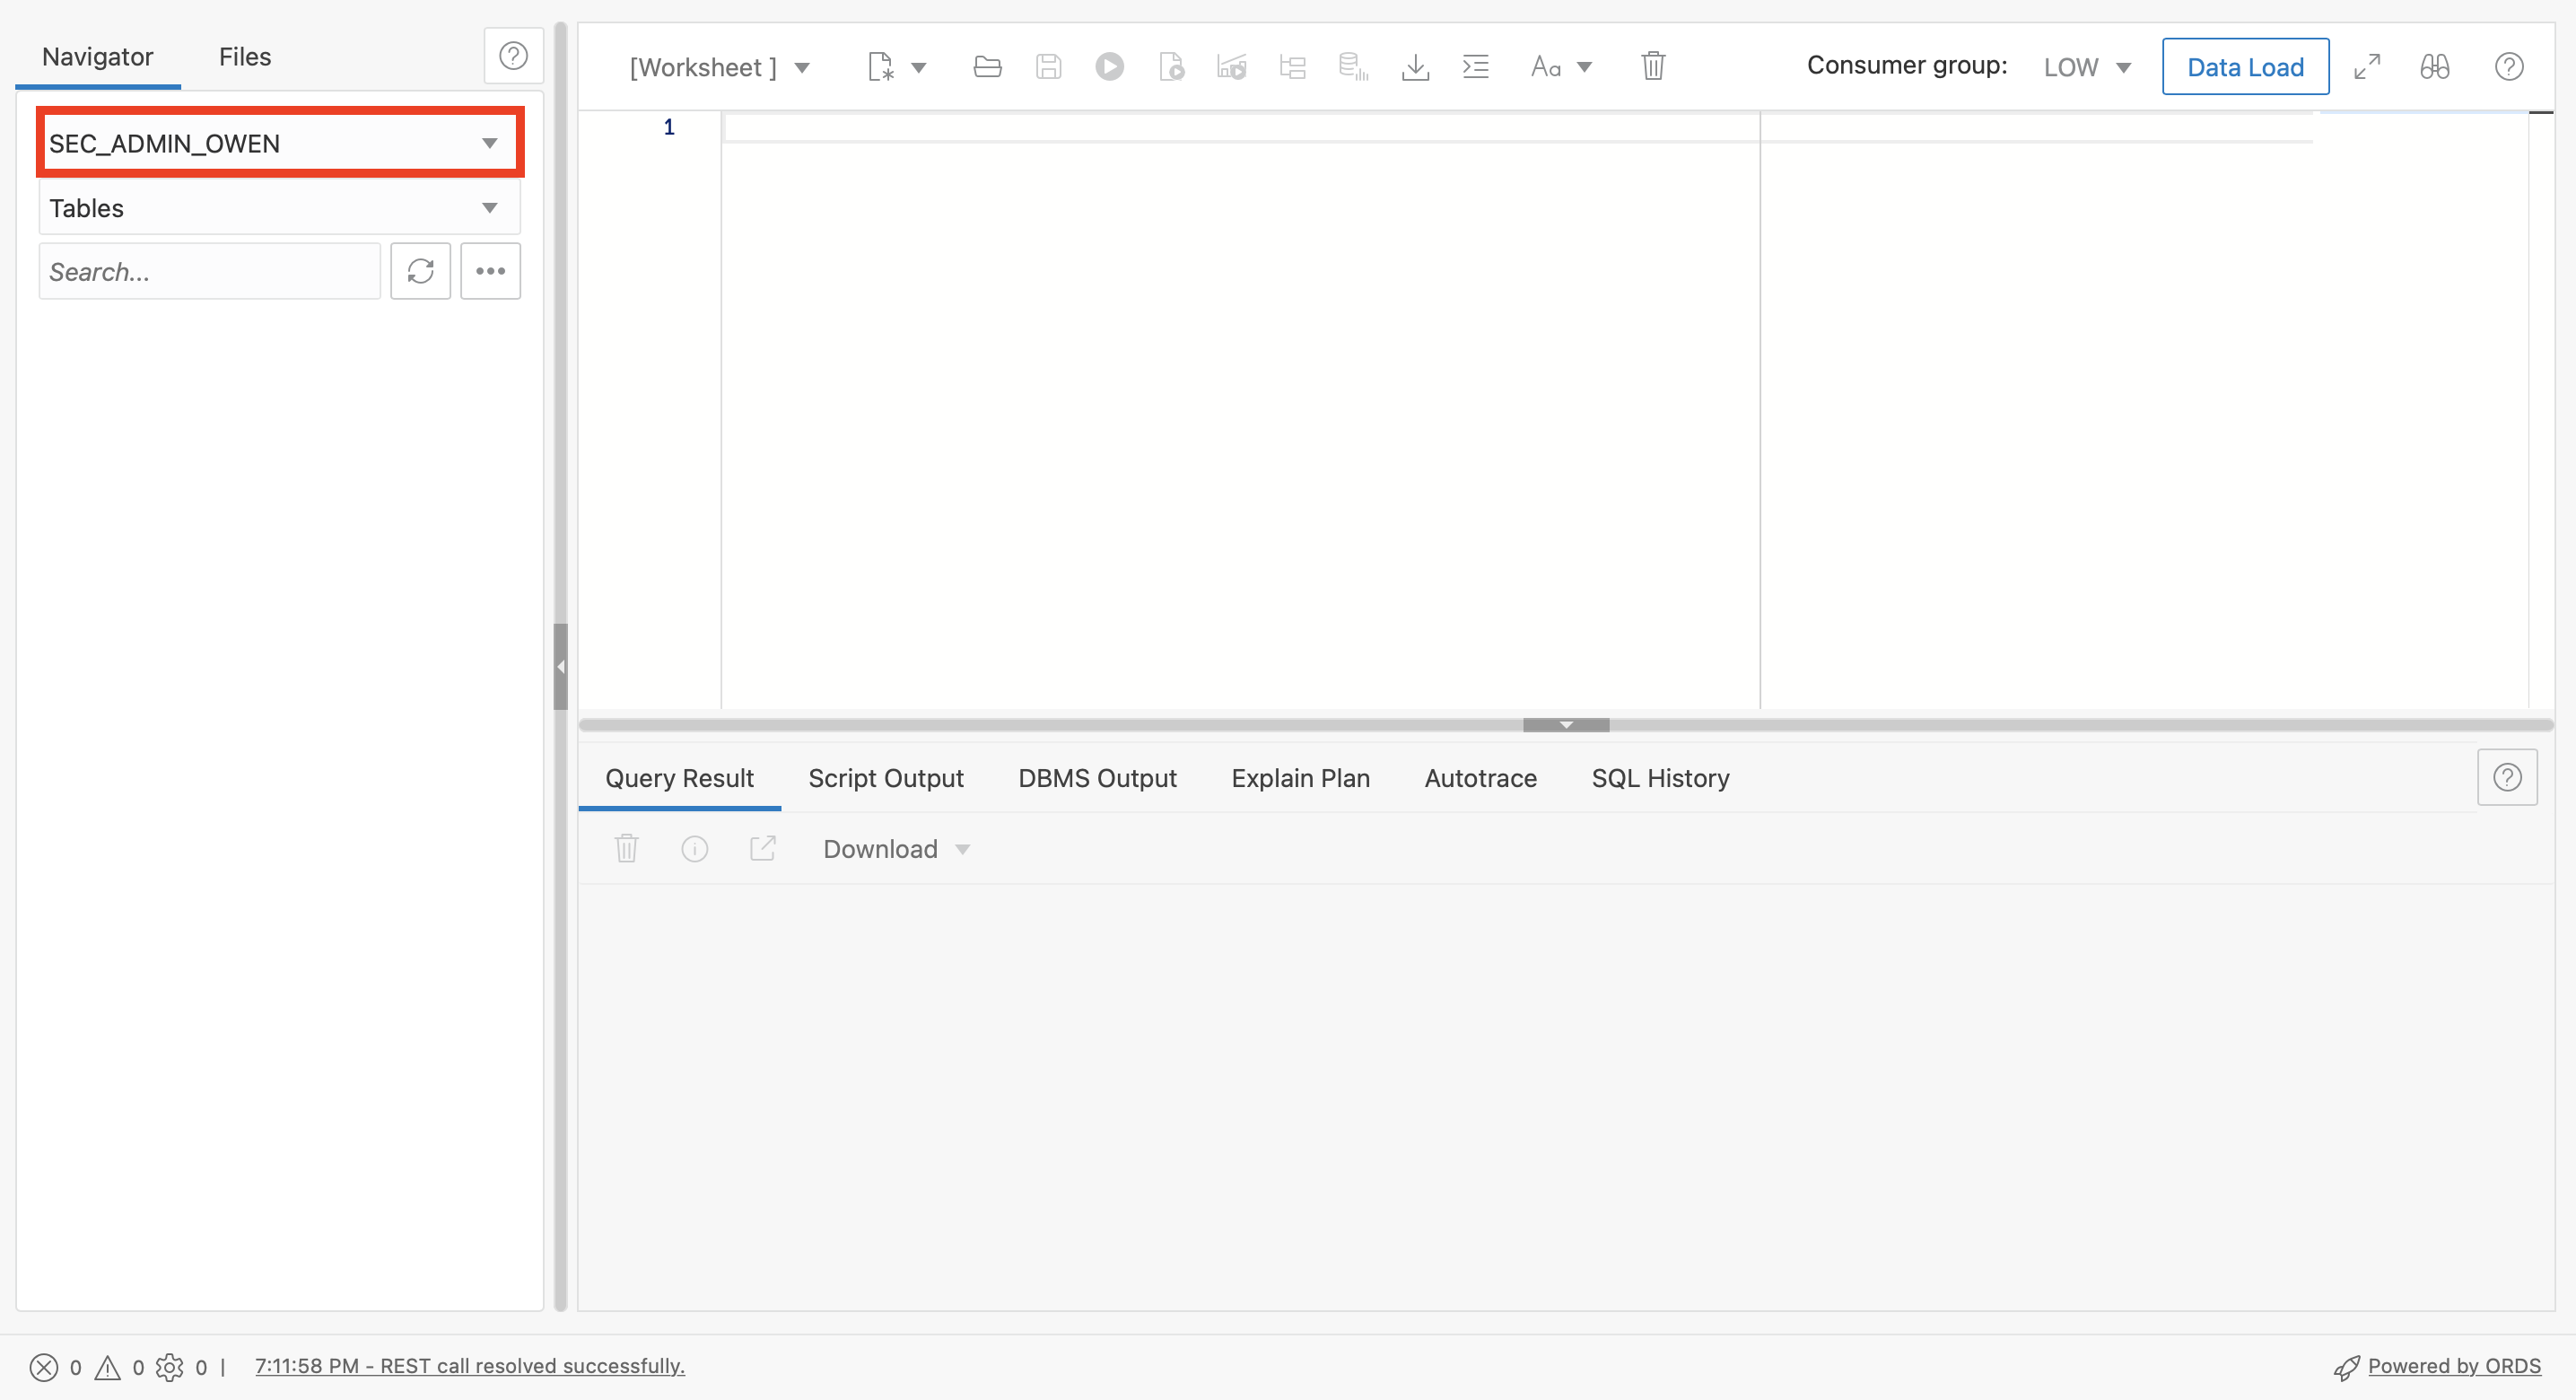 Navigator Files
[Worksheet ] Aa Consumer group: LOW Data Load
SEC_ADMIN_OWEN
Tables
Search...
1
Query Result Script Output DBMS Output Explain Plan Autotrace SQL History
Download
0 0 0 | 7:11:58 PM - REST call resolved successfully. Powered by ORDS